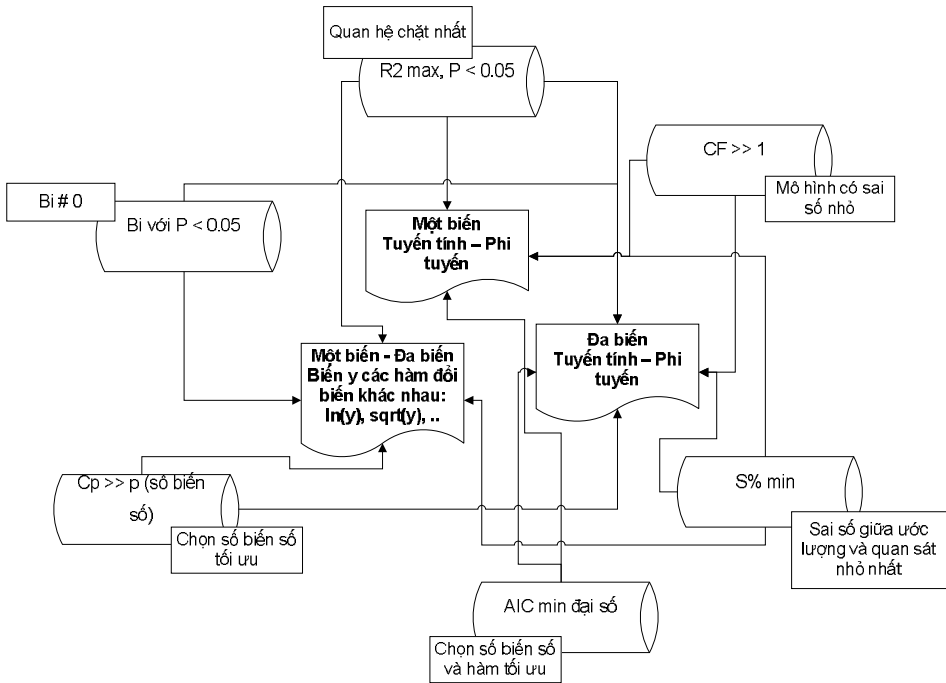 Quan hệ chặt nhất
R2 max, P < 0.05
CF >> 1
Mô hình có sai
số nhỏ
Bi # 0
Bi với P < 0.05
Một biến
Tuyến tính – Phi
tuyến
Đa biến
Tuyến tính – Phi
tuyến
Một biến - Đa biến
Biến y các hàm đổi
biến khác nhau:
ln(y), sqrt(y), ..
Cp >> p (số biến
số)
Chọn số biến số
tối ưu
S% min
Sai số giữa ước
lượng và quan sát
nhỏ nhất
AIC min đại số
Chọn số biến số
và hàm tối ưu